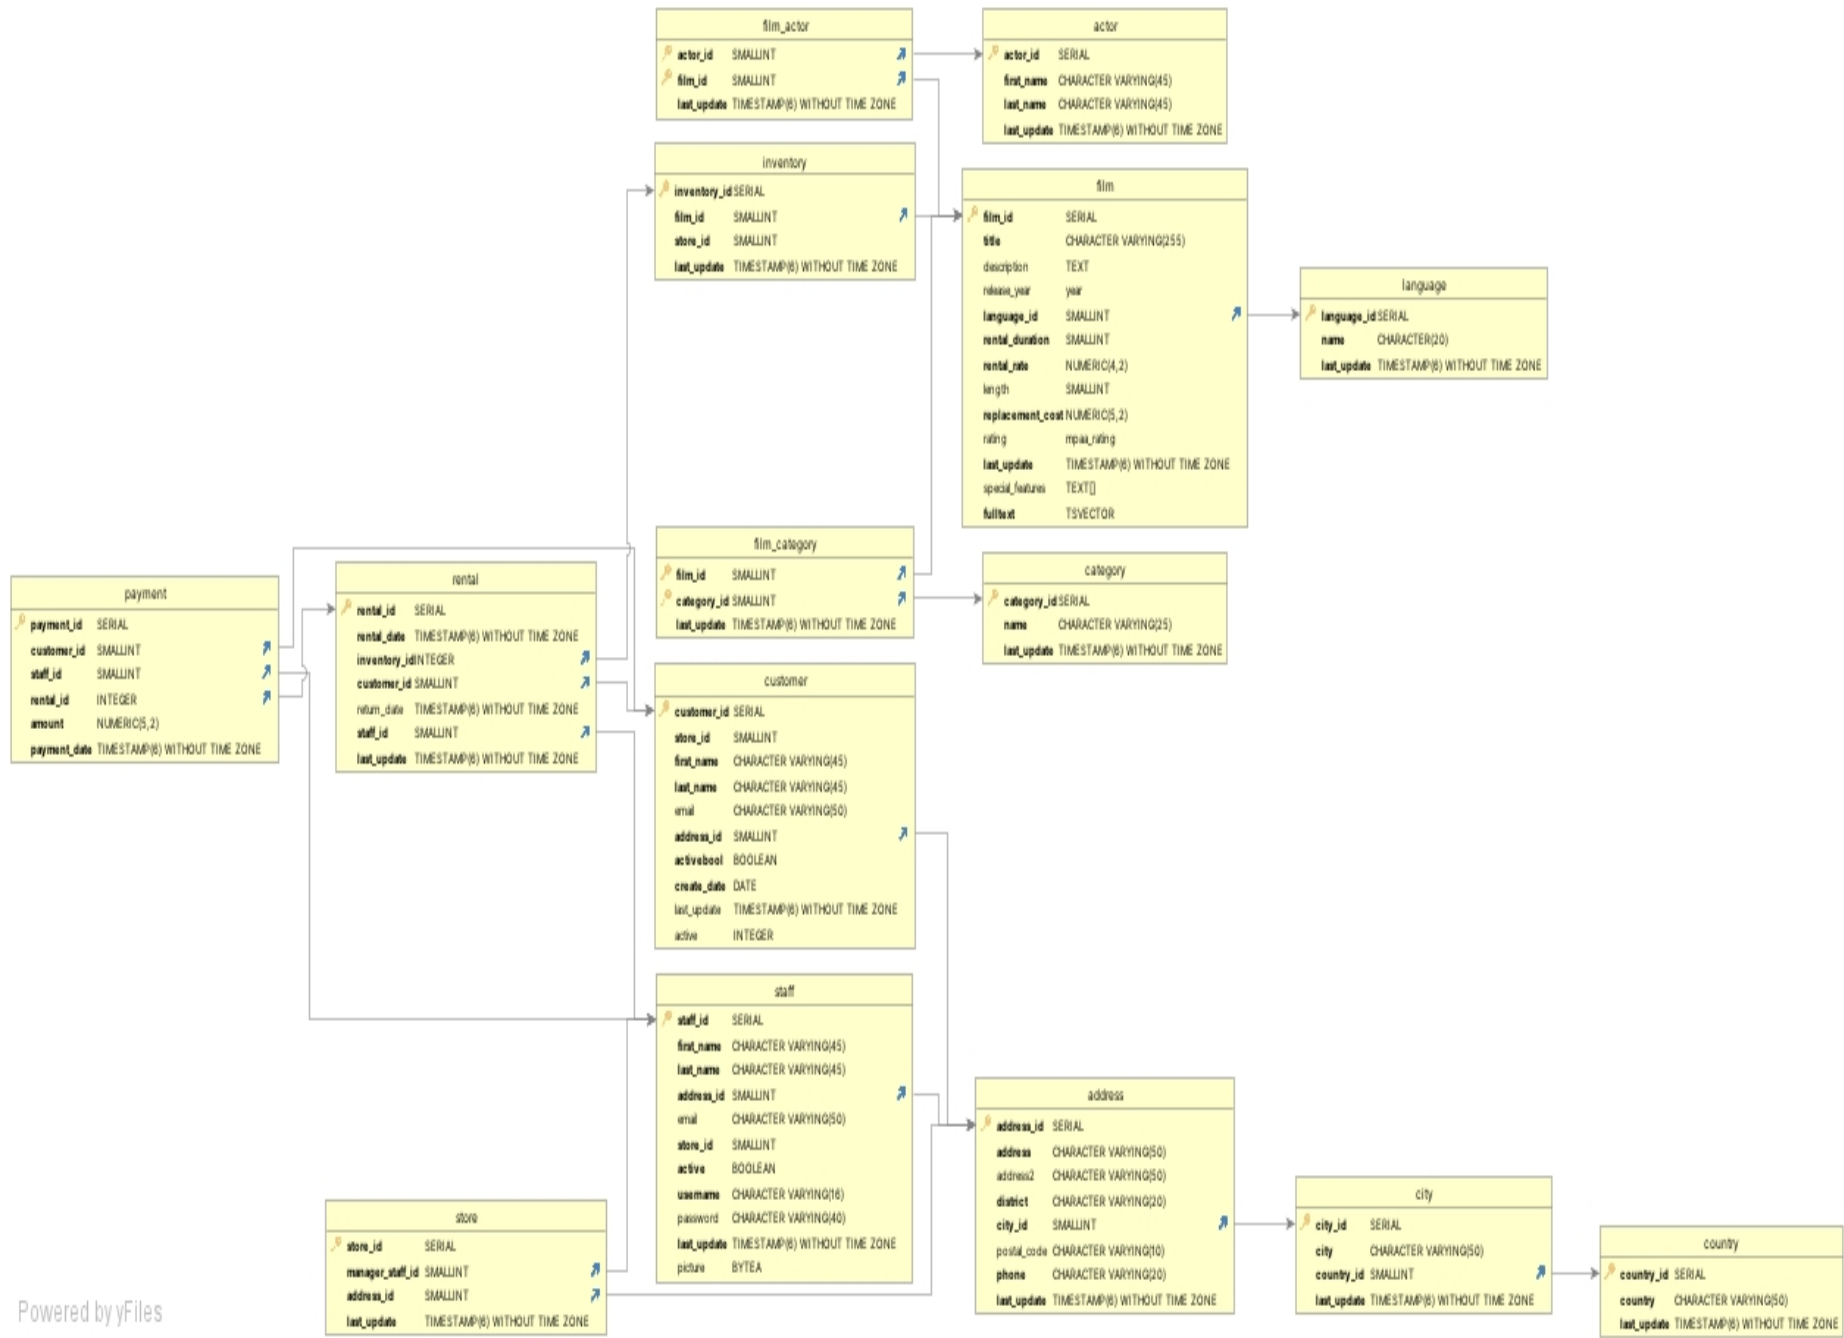 film_actor
actor_id SMALLINT
film_id SMALLINT
last_update TIMESTAMP(6) WITHOUT TIME ZONE
actor
actor_id SERIAL
first_name CHARACTER VARYING(45)
last_name CHARACTER VARYING(45)
last_update TIMESTAMP(6) WITHOUT TIME ZONE
inventory
inventory_id SERIAL
film_id SMALLINT
store_id SMALLINT
last_update TIMESTAMP(6) WITHOUT TIME ZONE
film
film_id SERIAL
title CHARACTER VARYING(255)
description TEXT
release_year year
language_id SMALLINT
rental_duration SMALLINT
rental_rate NUMERIC(4,2)
length SMALLINT
replacement_cost NUMERIC(5,2)
rating mpaa_rating
last_update TIMESTAMP(6) WITHOUT TIME ZONE
special_features TEXT[]
fulltext TSVECTOR
language
language_id SERIAL
name CHARACTER(20)
last_update TIMESTAMP(6) WITHOUT TIME ZONE
film_category
film_id SMALLINT
category_id SMALLINT
last_update TIMESTAMP(6) WITHOUT TIME ZONE
category
category_id SERIAL
name CHARACTER VARYING(25)
last_update TIMESTAMP(6) WITHOUT TIME ZONE
payment
payment_id SERIAL
customer_id SMALLINT
staff_id SMALLINT
rental_id INTEGER
amount NUMERIC(5,2)
payment_date TIMESTAMP(6) WITHOUT TIME ZONE
rental
rental_id SERIAL
rental_date TIMESTAMP(6) WITHOUT TIME ZONE
inventory_id INTEGER
customer_id SMALLINT
return_date TIMESTAMP(6) WITHOUT TIME ZONE
staff_id SMALLINT
last_update TIMESTAMP(6) WITHOUT TIME ZONE
customer
customer_id SERIAL
store_id SMALLINT
first_name CHARACTER VARYING(45)
last_name CHARACTER VARYING(45)
email CHARACTER VARYING(50)
address_id SMALLINT
activebool BOOLEAN
create_date DATE
last_update TIMESTAMP(6) WITHOUT TIME ZONE
active INTEGER
staff
staff_id SERIAL
first_name CHARACTER VARYING(45)
last_name CHARACTER VARYING(45)
address_id SMALLINT
email CHARACTER VARYING(50)
store_id SMALLINT
active BOOLEAN
username CHARACTER VARYING(16)
password CHARACTER VARYING(40)
last_update TIMESTAMP(6) WITHOUT TIME ZONE
picture BYTEA
address
address_id SERIAL
address CHARACTER VARYING(50)
address2 CHARACTER VARYING(50)
district CHARACTER VARYING(20)
city_id SMALLINT
postal_code CHARACTER VARYING(10)
phone CHARACTER VARYING(20)
last_update TIMESTAMP(6) WITHOUT TIME ZONE
city
city_id SERIAL
city CHARACTER VARYING(50)
country_id SMALLINT
last_update TIMESTAMP(6) WITHOUT TIME ZONE
country
country_id SERIAL
country CHARACTER VARYING(50)
last_update TIMESTAMP(6) WITHOUT TIME ZONE
store
store_id SERIAL
manager_staff_id SMALLINT
address_id SMALLINT
last_update TIMESTAMP(6) WITHOUT TIME ZONE
Powered by yFiles